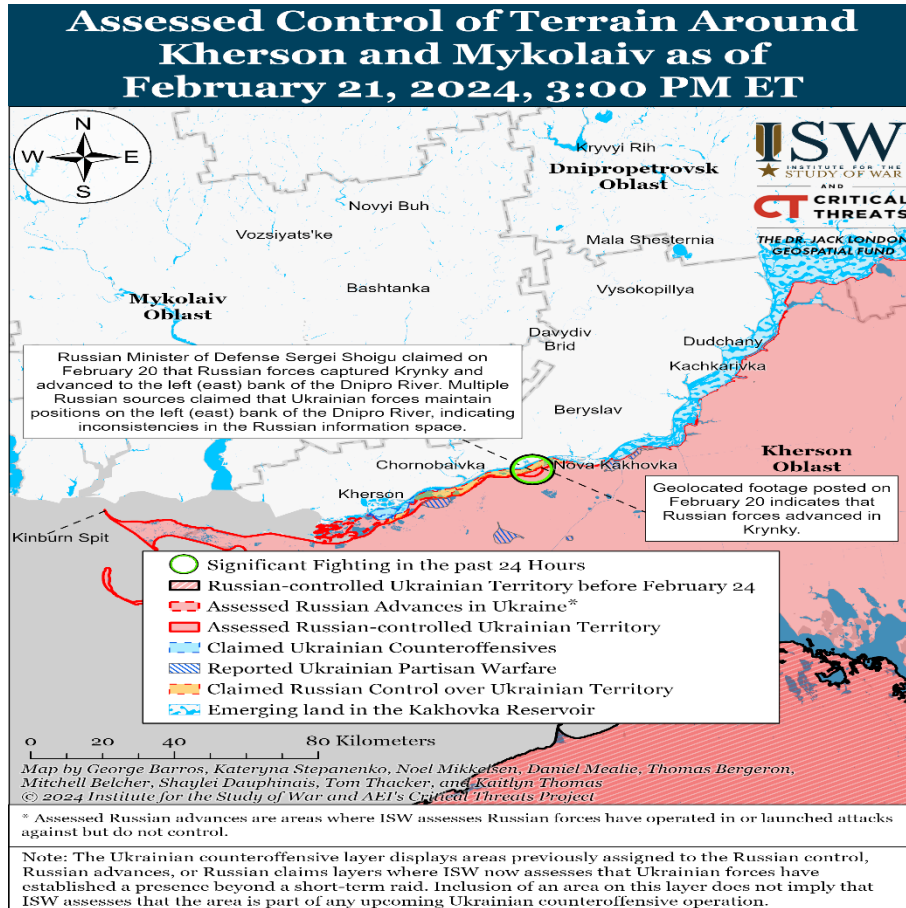 Assessed Control of Terrain Around
Kherson and Mykolaiv as of
February 21, 2024, 3:00 PM ET
N
W E
S
ISW
INSTITUTE FOR THE
STUDY OF WAR
AND
CT CRITICAL
THREATS
THE DR. JACK LONDON
GEOSPATIAL FUND
Kryvyi Rih
Dnipropetrovsk
Oblast
Novyi Buh
Vozsiyats'ke
Mala Shesternia
Bashtanka
Vysokopillya
Mykolaiv
Oblast
Davydiv
Brid
Dudchany
Kachkarivka
Russian Minister of Defense Sergei Shoigu claimed on
February 20 that Russian forces captured Krynky and
advanced to the left (east) bank of the Dnipro River. Multiple
Russian sources claimed that Ukrainian forces maintain
positions on the left (east) bank of the Dnipro River, indicating
inconsistencies in the Russian information space.
Beryslav
Kherson
Oblast
Chornobaivka
Nova Kakhovka
Kherson
Geolocated footage posted on
February 20 indicates that
Russian forces advanced in
Krynky.
Kinburn Spit
Significant Fighting in the past 24 Hours
Russian-controlled Ukrainian Territory before February 24
Assessed Russian Advances in Ukraine*
Assessed Russian-controlled Ukrainian Territory
Claimed Ukrainian Counteroffensives
Reported Ukrainian Partisan Warfare
Claimed Russian Control over Ukrainian Territory
Emerging land in the Kakhovka Reservoir
0 20 40 80 Kilometers
Map by George Barros, Kateryna Stepanenko, Noel Mikkelsen, Daniel Mealie, Thomas Bergeron,
Mitchell Belcher, Shaylei Dauphinais, Tom Thacker, and Kaitlyn Thomas
© 2024 Institute for the Study of War and AEI's Critical Threats Project
* Assessed Russian advances are areas where ISW assesses Russian forces have operated in or launched attacks
against but do not control.
Note: The Ukrainian counteroffensive layer displays areas previously assigned to the Russian control,
Russian advances, or Russian claims layers where ISW now assesses that Ukrainian forces have
established a presence beyond a short-term raid. Inclusion of an area on this layer does not imply that
ISW assesses that the area is part of any upcoming Ukrainian counteroffensive operation.